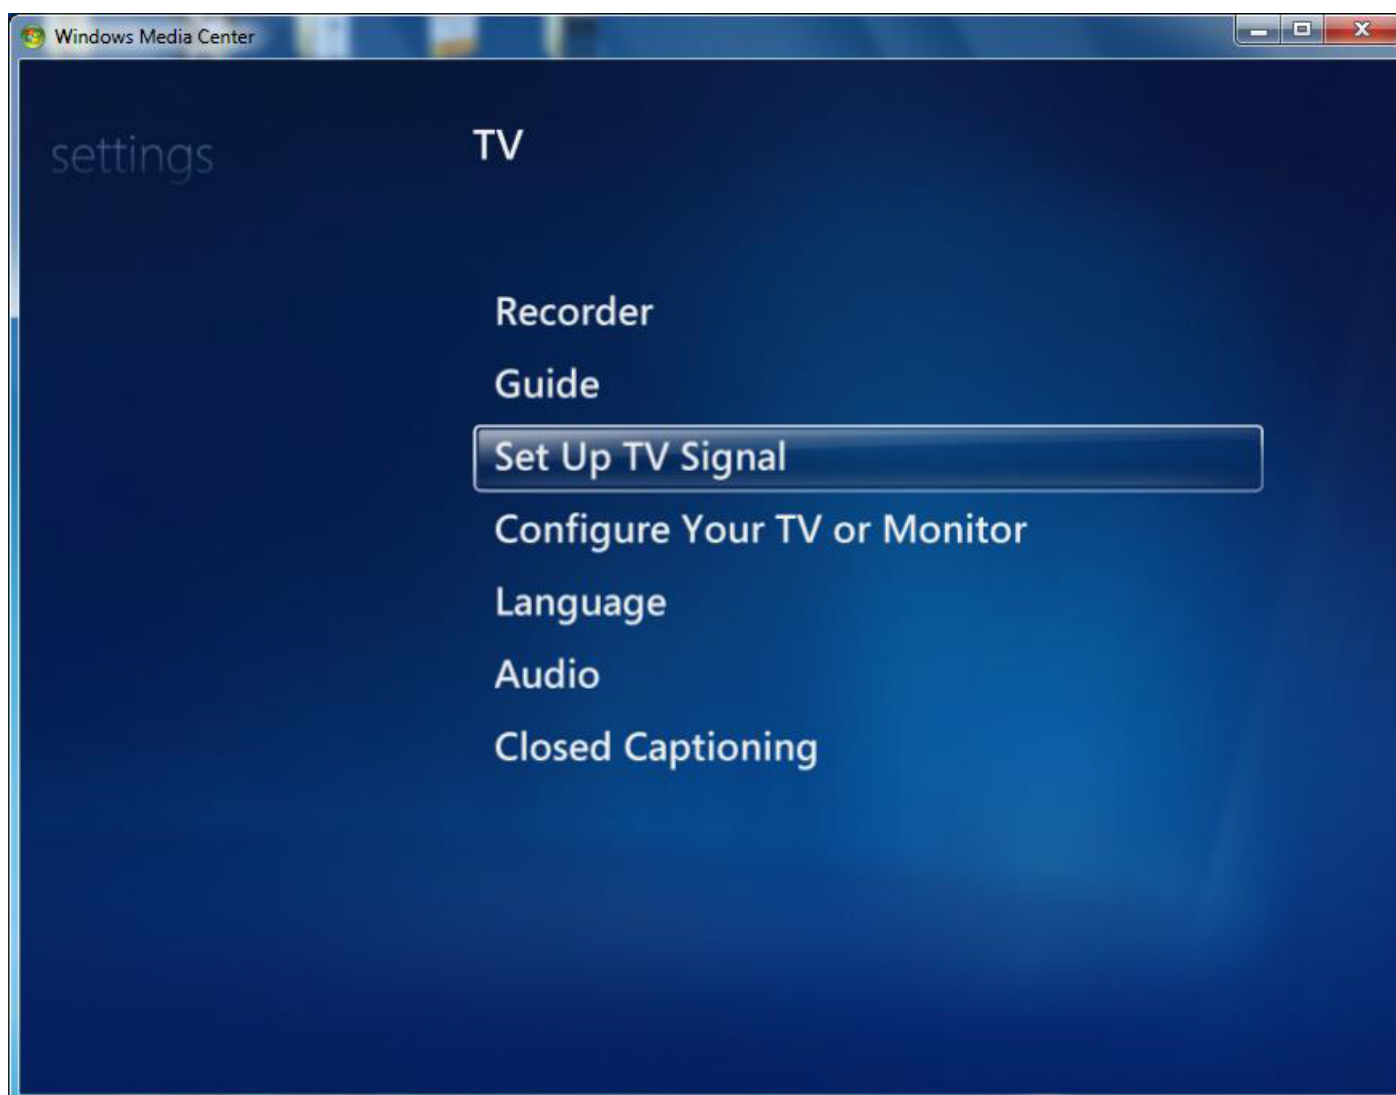 Windows Media Center
settings
TV
Recorder
Guide
Set Up TV Signal
Configure Your TV or Monitor
Language
Audio
Closed Captioning